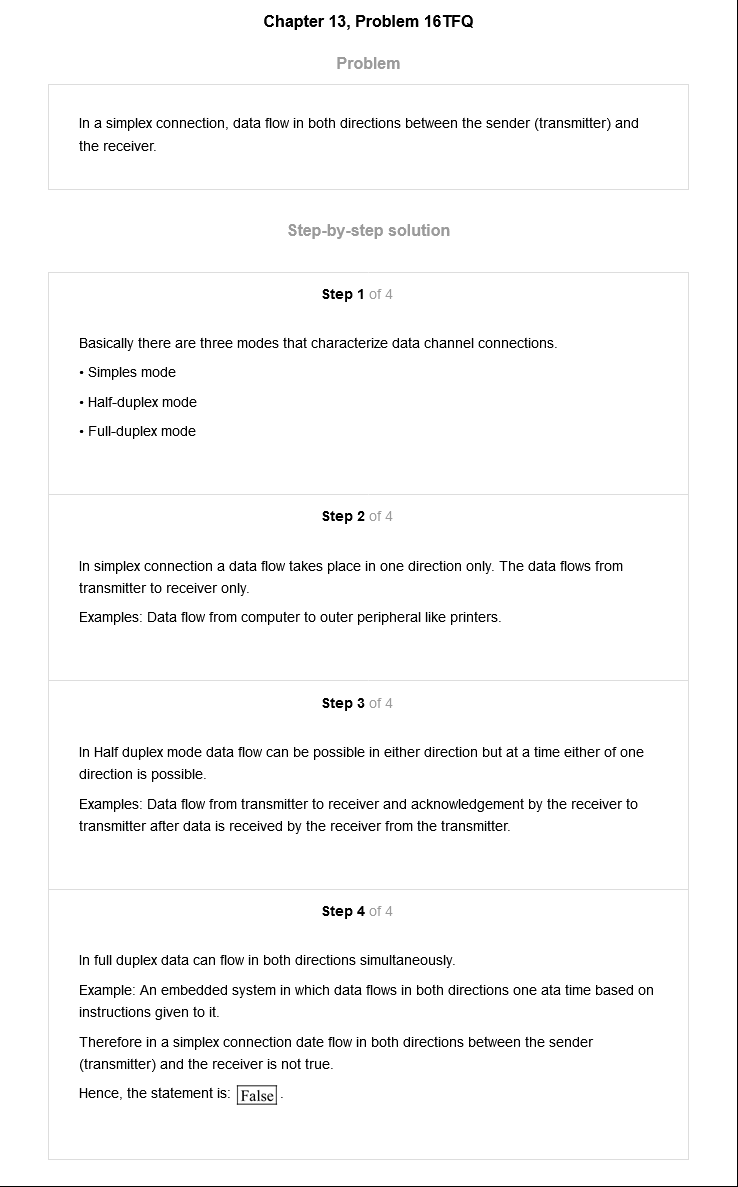 Chapter 13, Problem 16TFQ
Problem
In a simplex connection, data flow in both directions between the sender (transmitter) and
the receiver.
Step-by-step solution
Step 1 of 4
Basically there are three modes that characterize data channel connections.
• Simples mode
• Half-duplex mode
• Full-duplex mode
Step 2 of 4
In simplex connection a data flow takes place in one direction only. The data flows from
transmitter to receiver only.
Examples: Data flow from computer to outer peripheral like printers.
Step 3 of 4
In Half duplex mode data flow can be possible in either direction but at a time either of one
direction is possible.
Examples: Data flow from transmitter to receiver and acknowledgement by the receiver to
transmitter after data is received by the receiver from the transmitter.
Step 4 of 4
In full duplex data can flow in both directions simultaneously.
Example: An embedded system in which data flows in both directions one ata time based on
instructions given to it.
Therefore in a simplex connection date flow in both directions between the sender
(transmitter) and the receiver is not true.
Hence, the statement is: False.